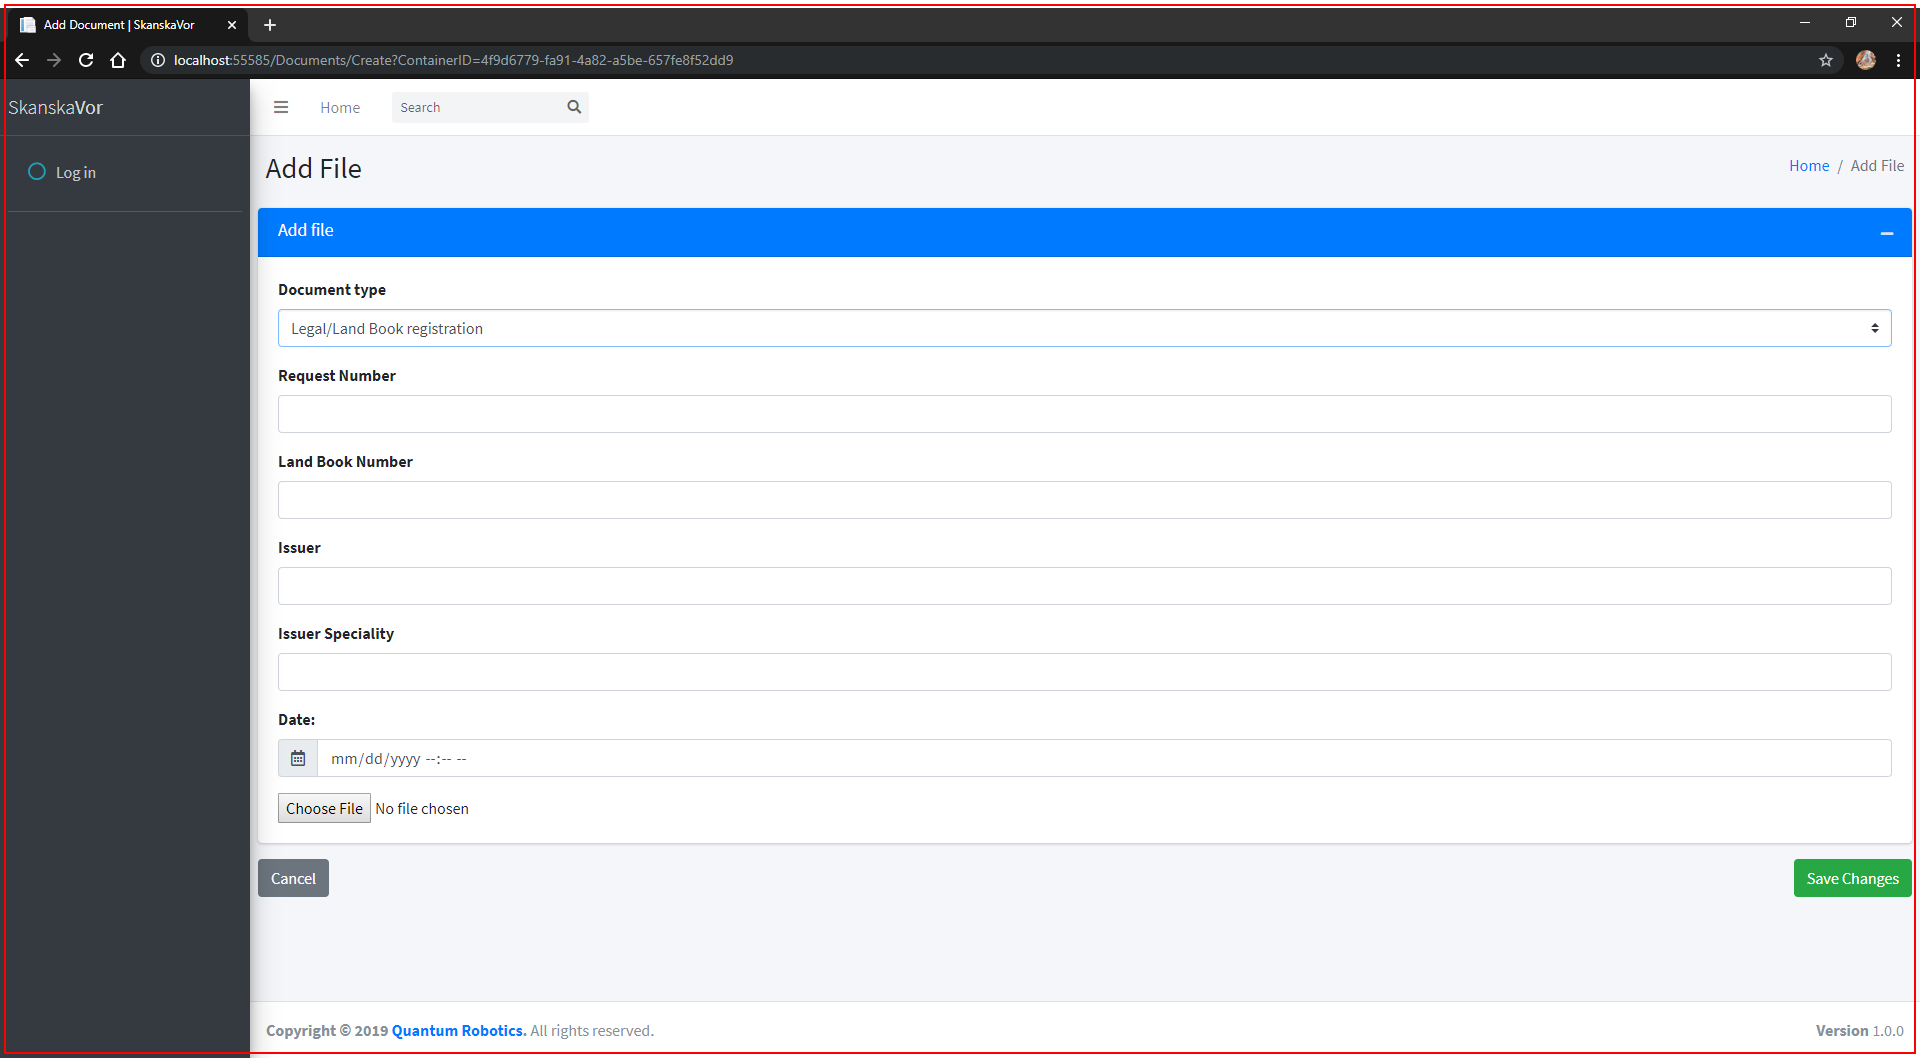 Add Document | SkanskaVor
localhost:55585/Documents/Create?ContainerID=4f9d6779-fa91-4a82-a5be-657fe8f52dd9
SkanskaVor
Home
Search
Log in
Add File
Home / Add File
Add file
Document type
Legal/Land Book registration
Request Number
Land Book Number
Issuer
Issuer Speciality
Date:
mm/dd/yyyy --:-- --
Choose File No file chosen
Cancel
Save Changes
Copyright © 2019 Quantum Robotics. All rights reserved.
Version 1.0.0